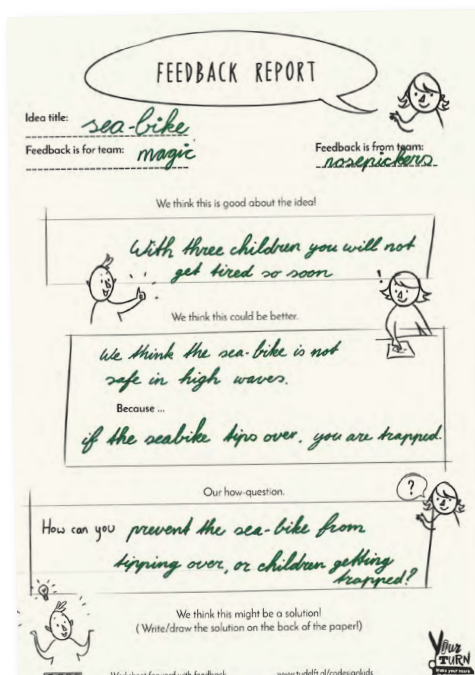 FEEDBACK REPORT
Idea title: sea-bike
Feedback is for team: magic
Feedback is from team:
nosepickers
We think this is good about the idea!
With three children you will not
get tired so soon
We think this could be better.
We think the sea-bike is not
safe in high waves.
Because ...
if the seabike tips over, you are trapped.
Our how-question.
?
How can you prevent the sea-bike from
tipping over, or children getting
trapped?
We think this might be a solution!
(Write/draw the solution on the back of the paper!)
Your
TURN
www.tudelft.nl/codesignkids